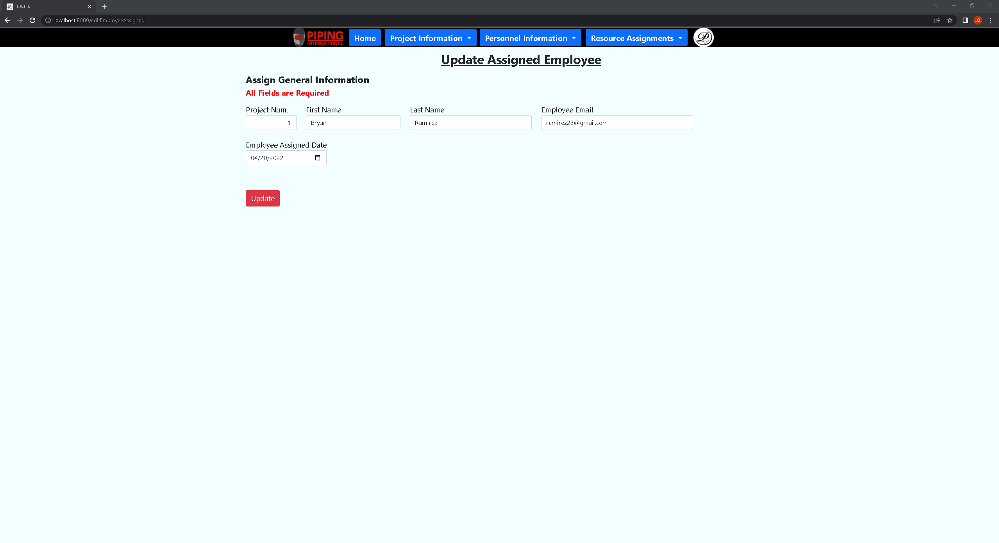 T.A.P.I.
localhost:8080/editEmployeeAssigned
JZ
PIPING
INTERNATIONAL
Home Project Information Personnel Information Resource Assignments
Update Assigned Employee
Assign General Information
All Fields are Required
Project Num. First Name Last Name Employee Email
1 Bryan Ramirez ramirez23@gmail.com
Employee Assigned Date
04/20/2022
Update